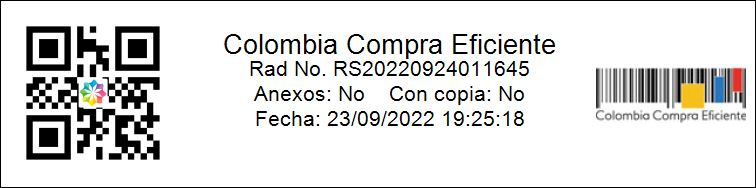 Colombia Compra Eficiente
Rad No. RS20220924011645
Anexos: No Con copia: No
Fecha: 23/09/2022 19:25:18
Colombia Compra Eficiente